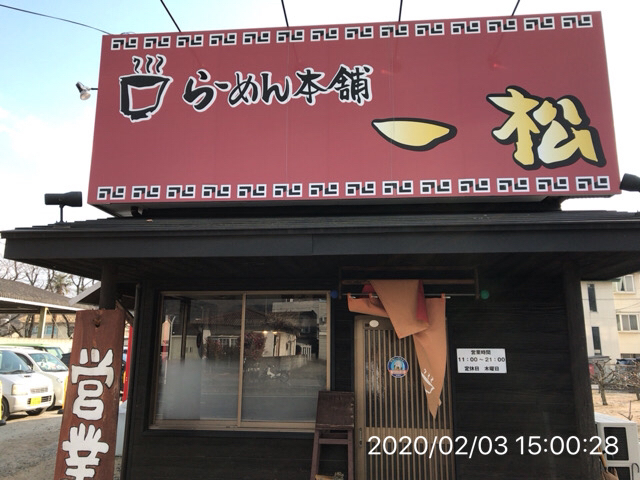 らーめん本舗
一松
営業時間
11:00～21:00
定休日 水曜日
営業
2020/02/03 15:00:28